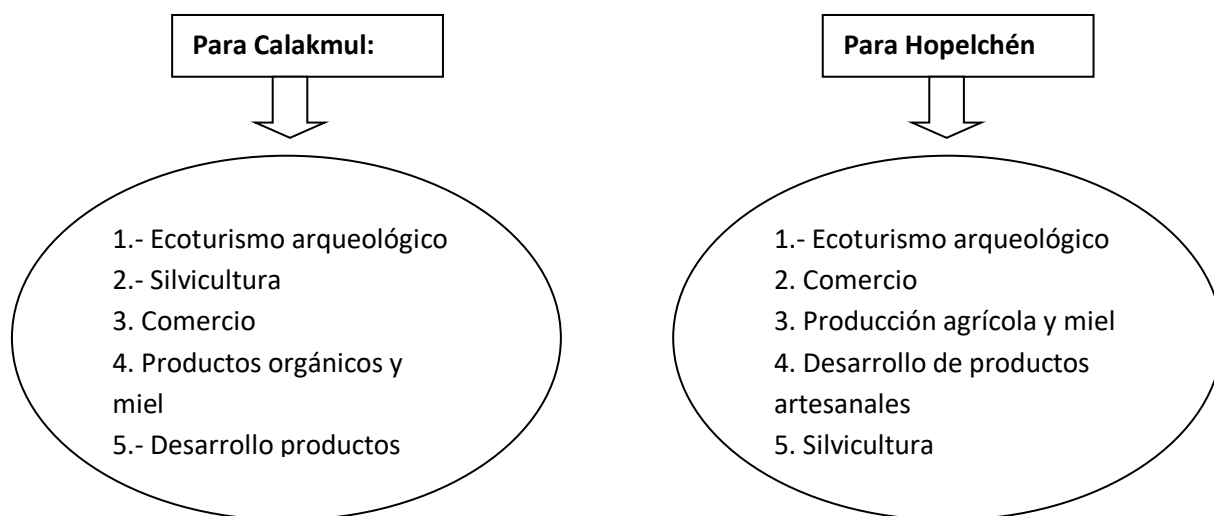 Para Calakmul:
1.- Ecoturismo arqueológico
2.- Silvicultura
3. Comercio
4. Productos orgánicos y
miel
5.- Desarrollo productos
Para Hopelchén
1.- Ecoturismo arqueológico
2. Comercio
3. Producción agrícola y miel
4. Desarrollo de productos
artesanales
5. Silvicultura